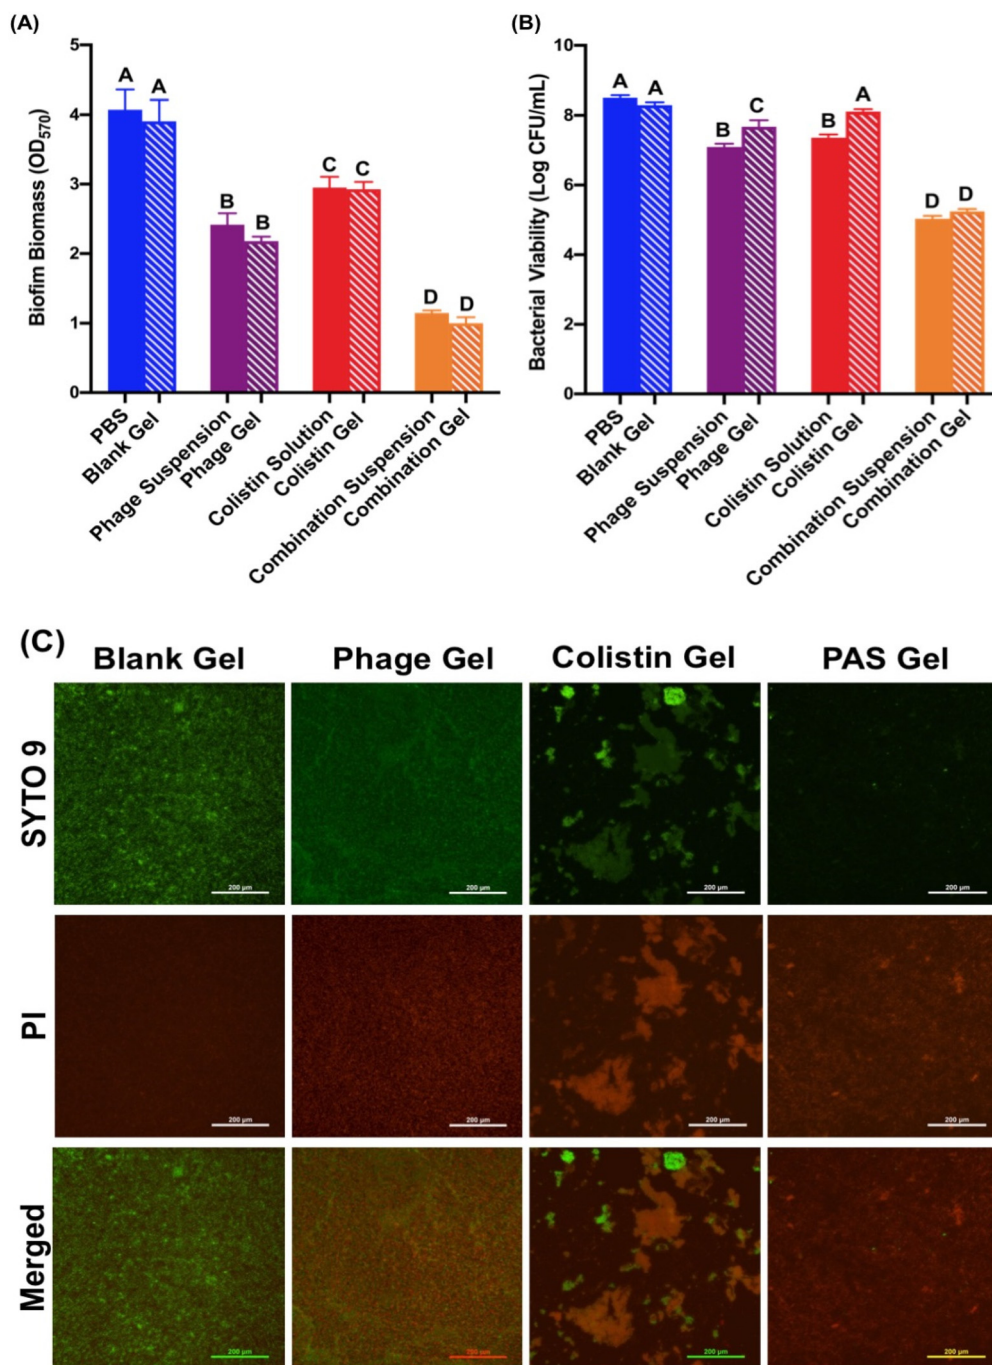 (A)
Biofim Biomass (OD570)
5
4
3
2
1
0
A
A
B
B
C
C
D
D
PBS
Blank Gel
Phage Suspension
Phage Gel
Colistin Solution
Colistin Gel
Combination Suspension
Combination Gel
(B)
Bacterial Viability (Log CFU/mL)
10
8
6
4
2
0
A
A
B
C
B
A
D
D
PBS
Blank Gel
Phage Suspension
Phage Gel
Colistin Solution
Colistin Gel
Combination Suspension
Combination Gel
(C)
Blank Gel
Phage Gel
Colistin Gel
PAS Gel
SYTO 9
200 µm
200 µm
200 µm
200 µm
PI
200 µm
200 µm
200 µm
200 µm
Merged
200 µm
200 µm
200 µm
200 µm